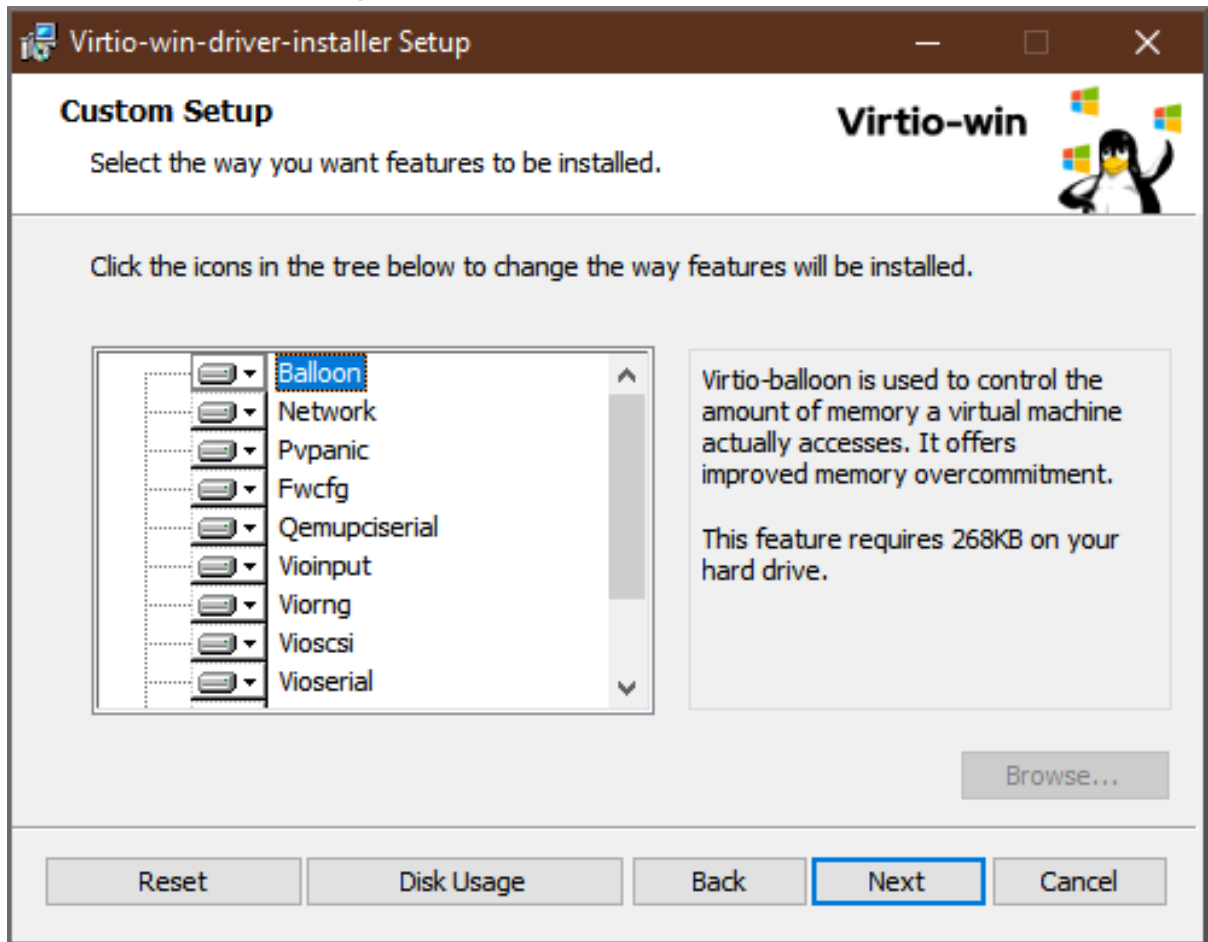 Virtio-win-driver-installer Setup
Custom Setup
Virtio-win
Select the way you want features to be installed.
Click the icons in the tree below to change the way features will be installed.
Balloon
Network
Pvpanic
Fwcfg
Qemupciserial
Vioinput
Viorng
Vioscsi
Vioserial
Virtio-balloon is used to control the
amount of memory a virtual machine
actually accesses. It offers
improved memory overcommitment.
This feature requires 268KB on your
hard drive.
Browse...
Reset
Disk Usage
Back
Next
Cancel